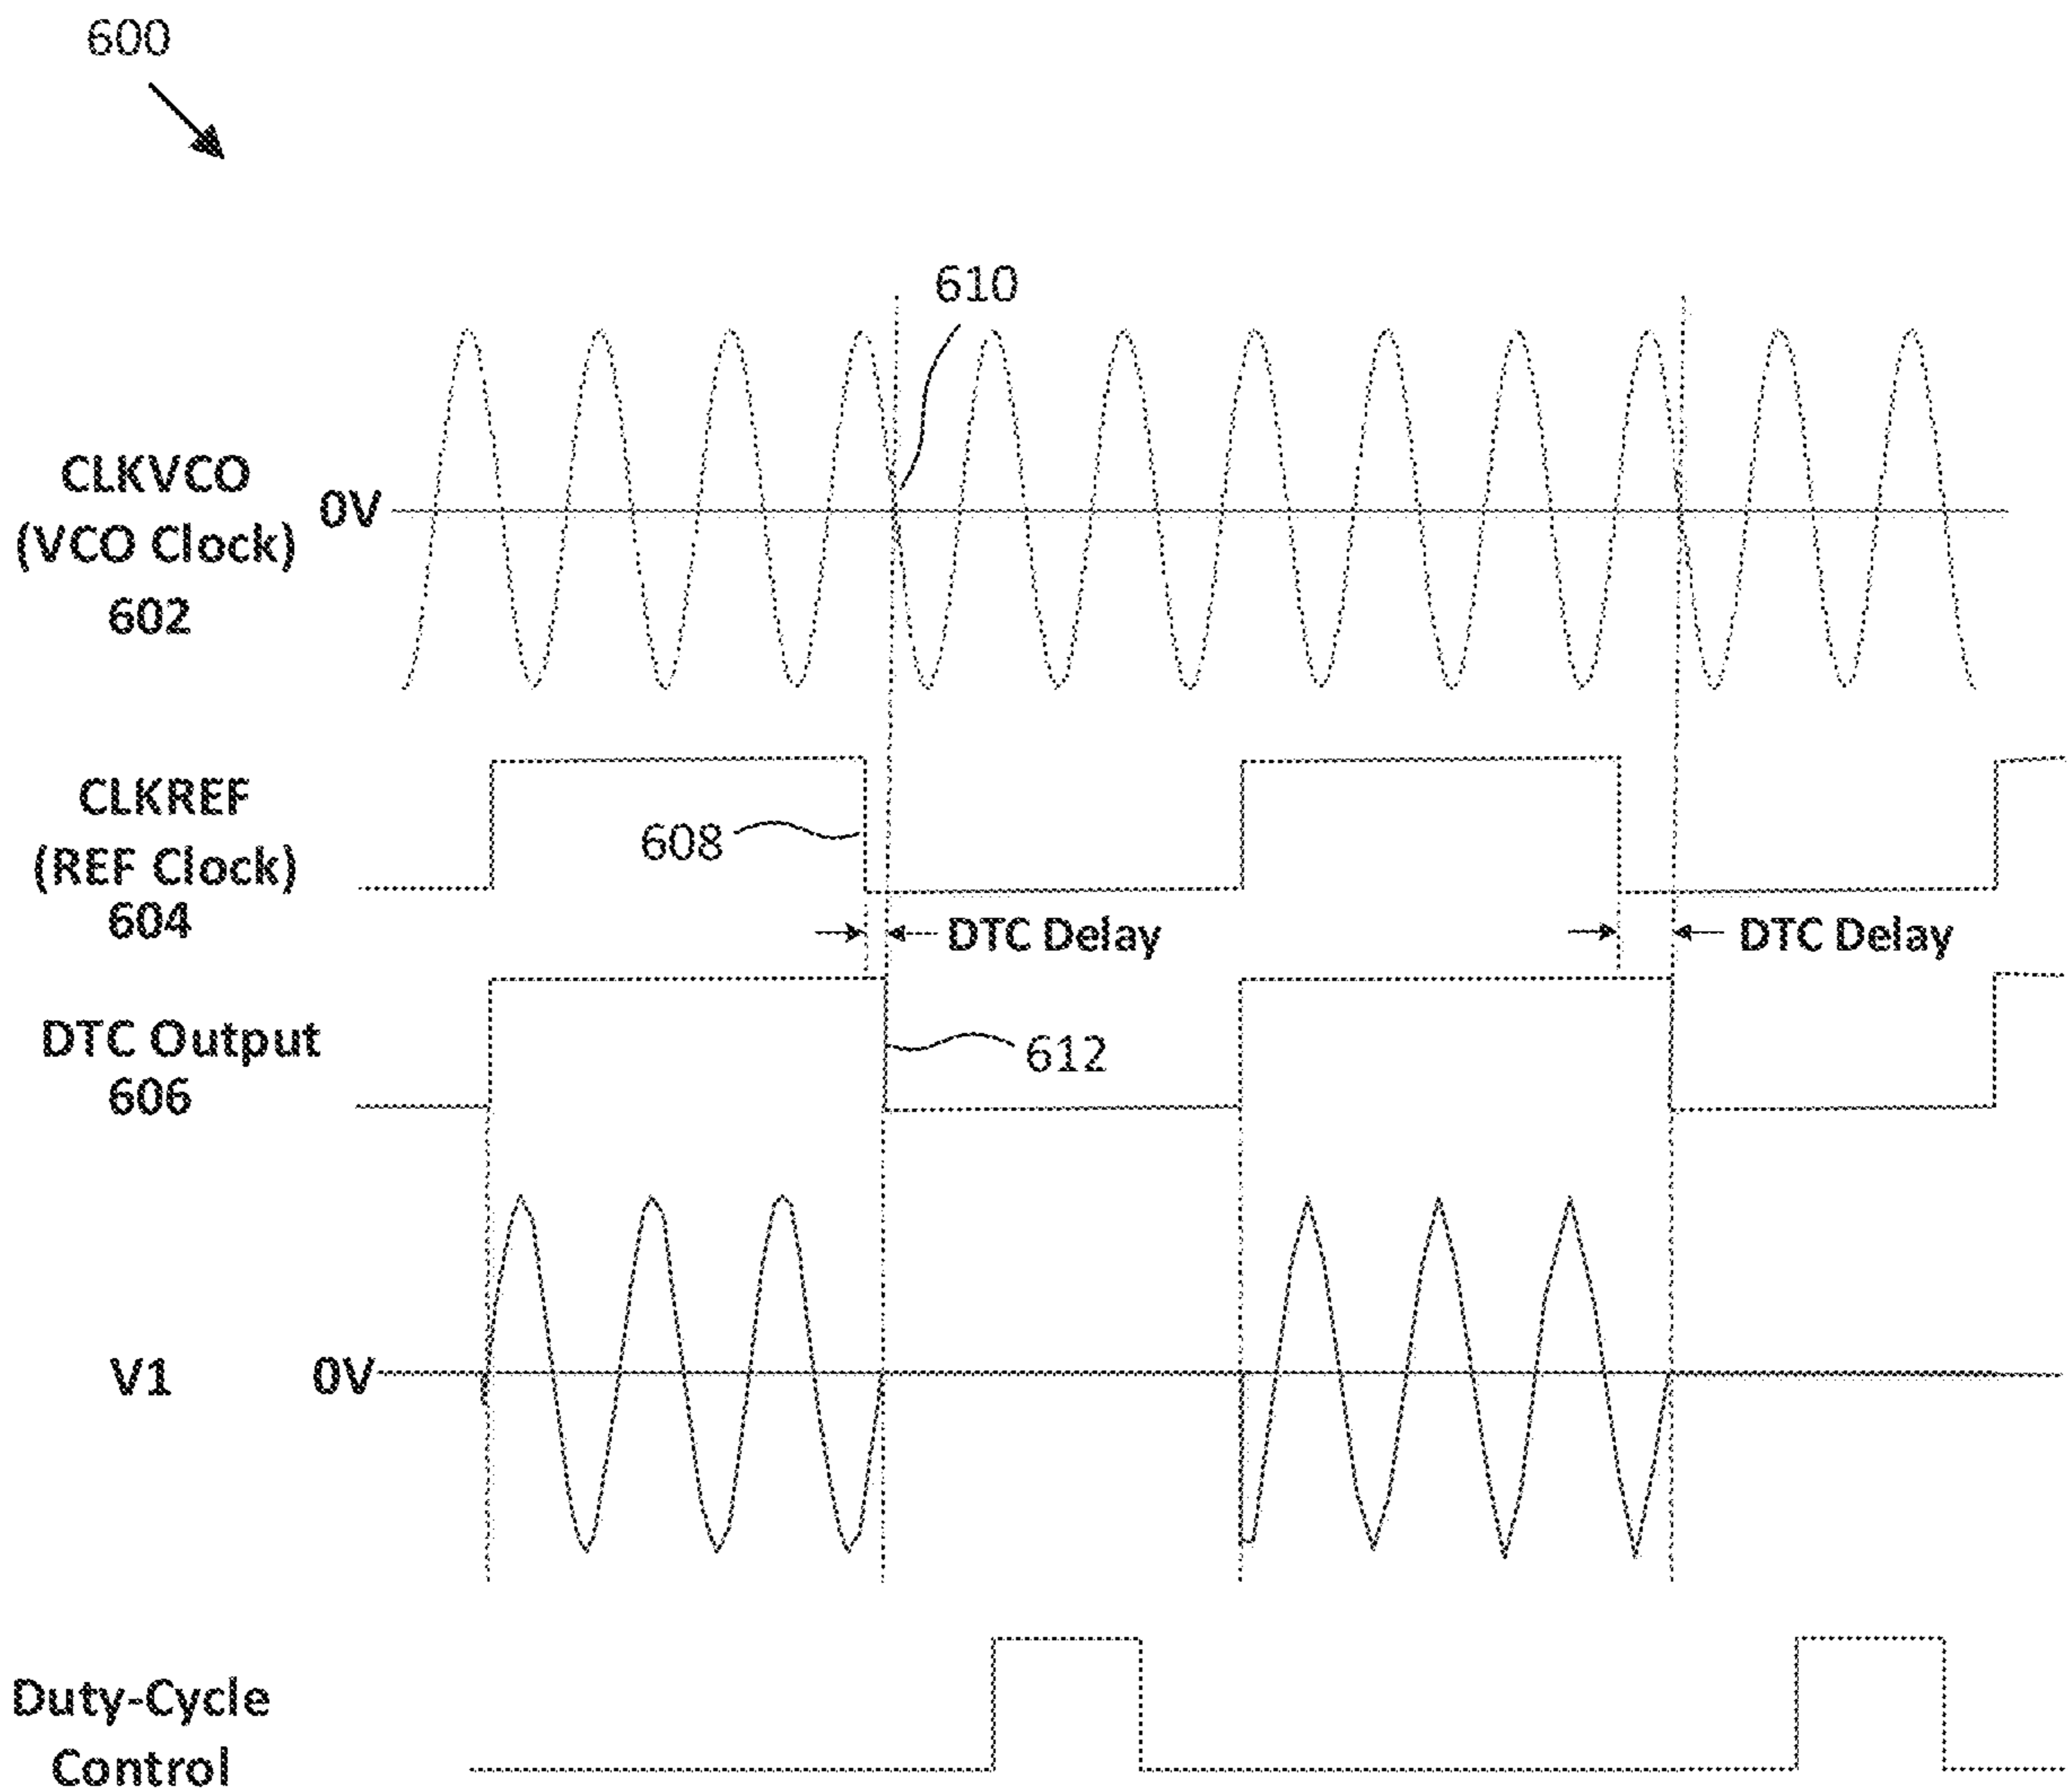 600
610
CLKVCO
(VCO Clock)
602
0V
CLKREF
(REF Clock)
604
608
DTC Delay
DTC Delay
DTC Output
606
612
V1
0V
Duty-Cycle
Control